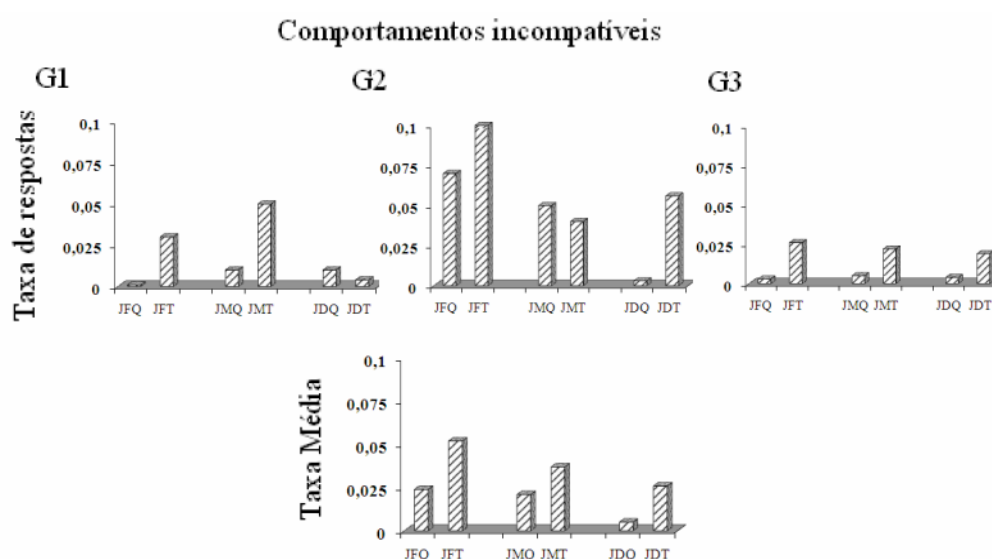 Comportamentos incompatíveis
G1
G2
G3
Taxa de respostas
0,1
0,075
0,05
0,025
0
JFQ JFT JMQ JMT JDQ JDT
0,1
0,075
0,05
0,025
0
JFQ JFT JMQ JMT JDQ JDT
0,1
0,075
0,05
0,025
0
JFQ JFT JMQ JMT JDQ JDT
Taxa Média
0,1
0,075
0,05
0,025
0
JFQ JFT JMQ JMT JDQ JDT